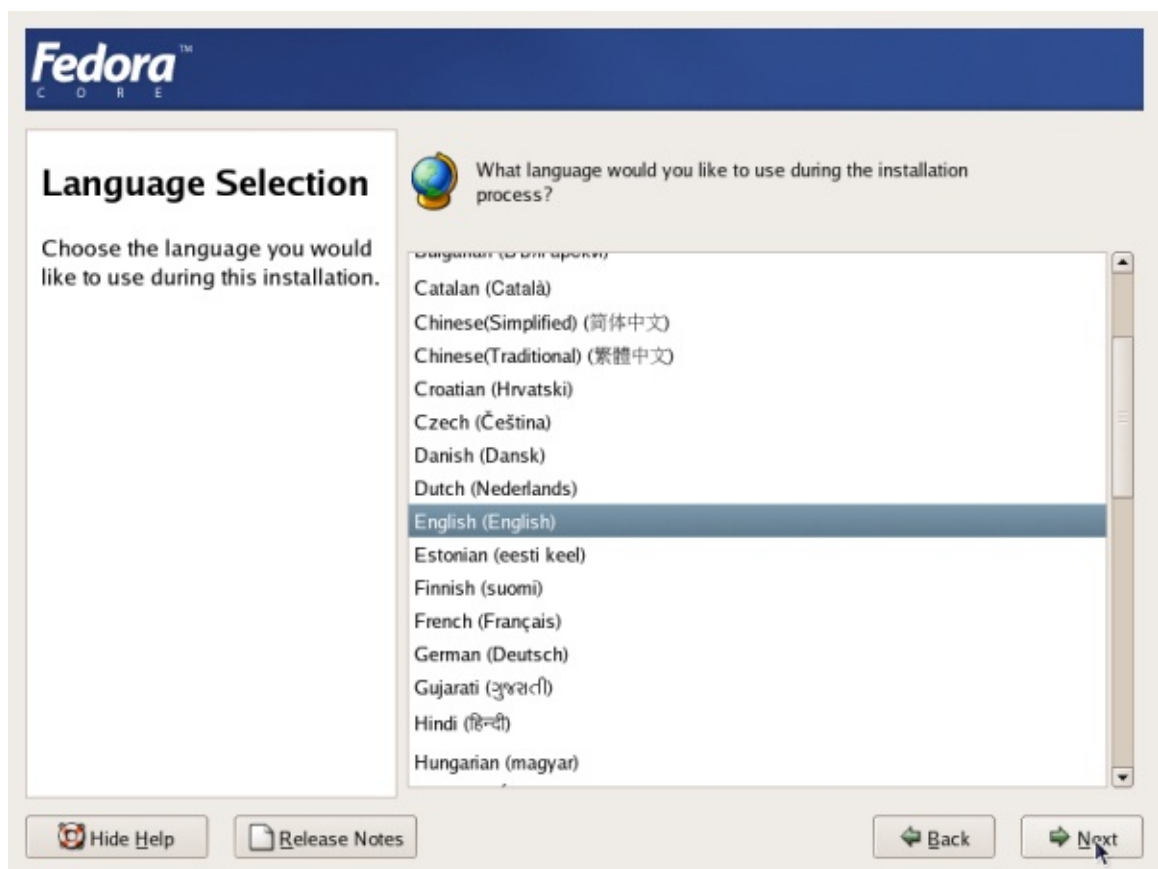 Fedora™
CORE
Language Selection
Choose the language you would
like to use during this installation.
What language would you like to use during the installation
process?
Catalan (Català)
Chinese(Simplified) (简体中文)
Chinese(Traditional) (繁體中文)
Croatian (Hrvatski)
Czech (Čeština)
Danish (Dansk)
Dutch (Nederlands)
English (English)
Estonian (eesti keel)
Finnish (suomi)
French (Français)
German (Deutsch)
Gujarati (ગુજરાતી)
Hindi (हिन्दी)
Hungarian (magyar)
Hide Help
Release Notes
Back
Next